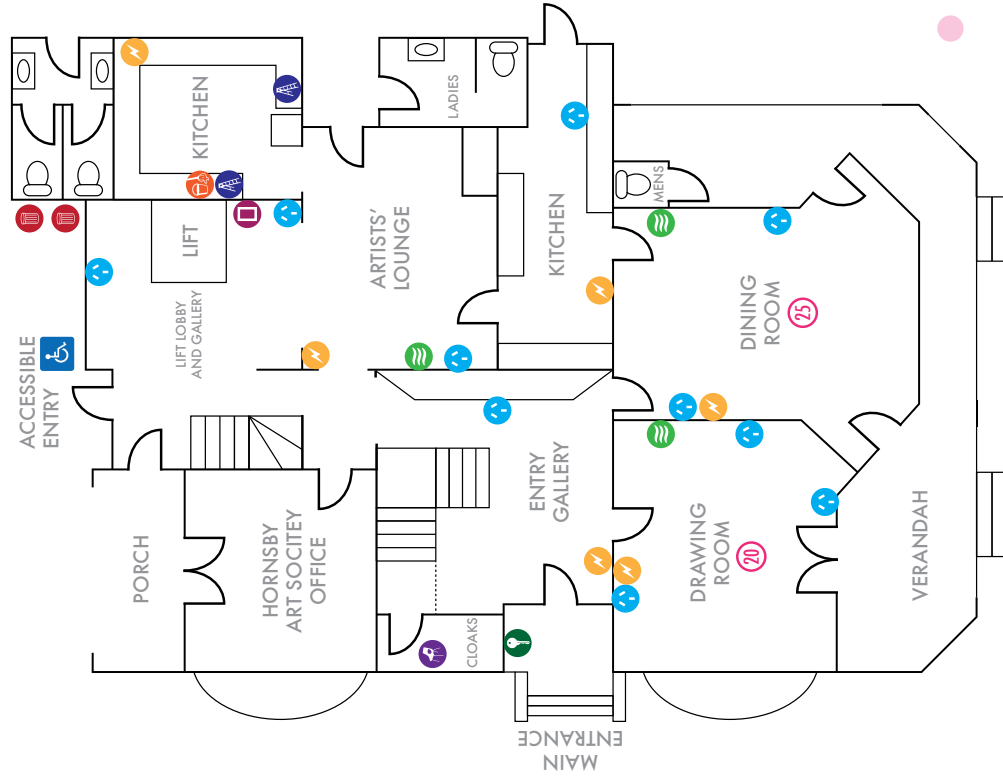 ACCESSIBLE
ENTRY
PORCH
HORNSBY
ART SOCITEY
OFFICE
LIFT LOBBY
AND GALLERY
LIFT
KITCHEN
LADIES
ARTISTS'
LOUNGE
KITCHEN
MENS
ENTRY
GALLERY
CLOAKS
MAIN
ENTRANCE
DINING
ROOM
25
DRAWING
ROOM
20
VERANDAH